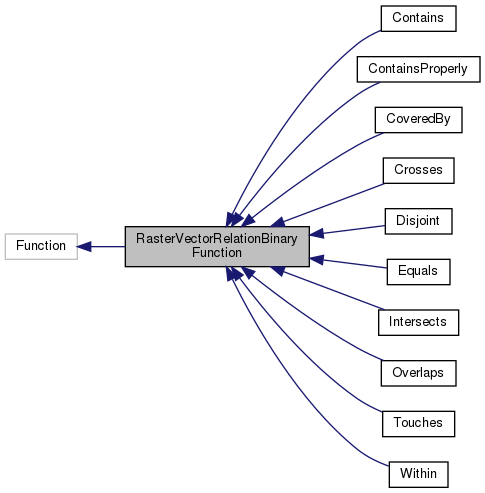 Function
RasterVectorRelationBinary
Function
Contains
ContainsProperly
CoveredBy
Crosses
Disjoint
Equals
Intersects
Overlaps
Touches
Within